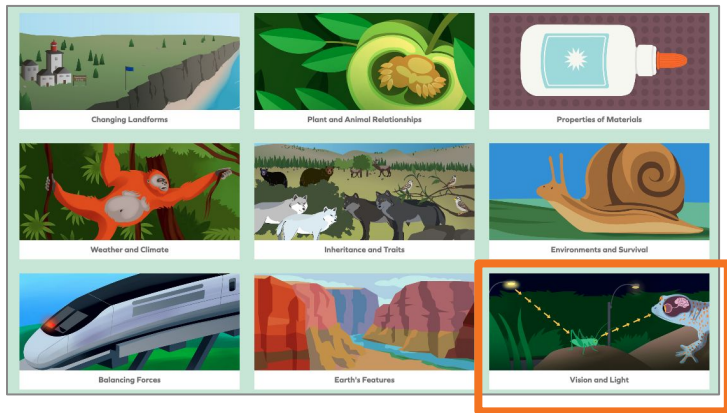 Changing Landforms
Plant and Animal Relationships
Properties of Materials
Weather and Climate
Inheritance and Traits
Environments and Survival
Balancing Forces
Earth's Features
Vision and Light